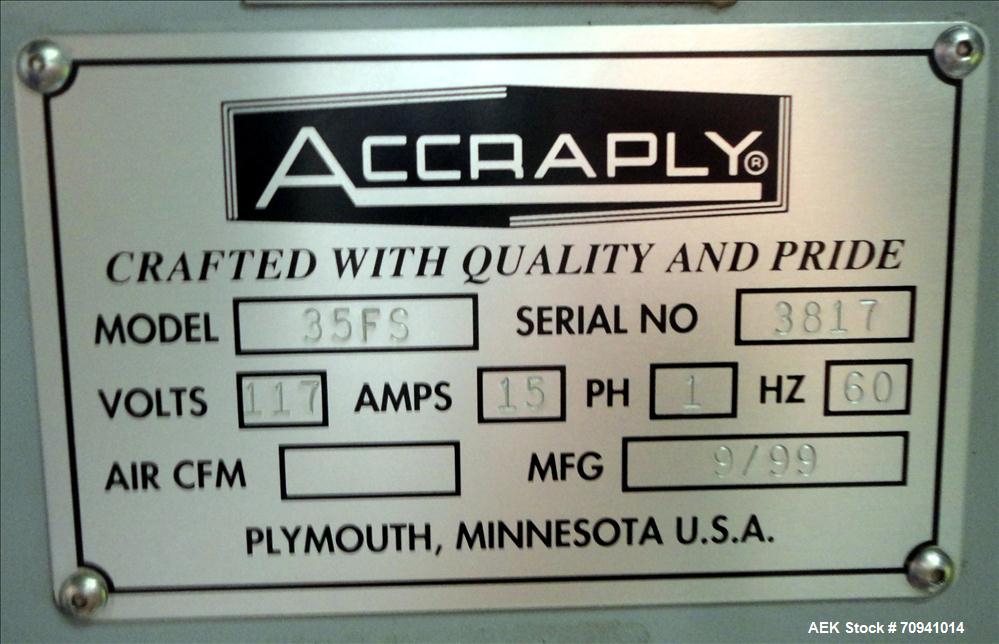 ACCRAPLY®
CRAFTED WITH QUALITY AND PRIDE
MODEL 35FS SERIAL NO 3817
VOLTS 117 AMPS 15 PH 1 HZ 60
AIR CFM MFG 9/99
PLYMOUTH, MINNESOTA U.S.A.
AEK Stock # 70941014